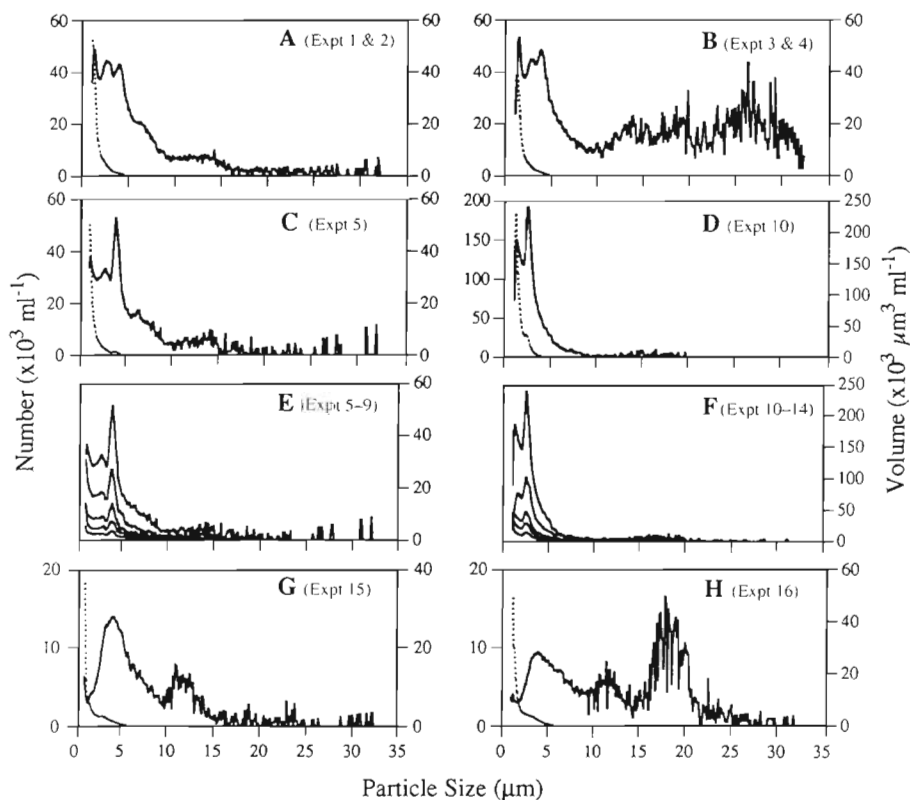 60 A (Expt 1 & 2) 60
40 40
20 20
0 0
60 B (Expt 3 & 4) 60
40 40
20 20
0 0
60 C (Expt 5) 60
40 40
20 20
0 0
200 D (Expt 10) 250
150 200
100 150
50 100
0 50
0
E (Expt 5-9) 60
40
20
0
F (Expt 10-14) 250
200
150
100
50
0
20 G (Expt 15) 40
10 20
0 0
0 5 10 15 20 25 30 35
20 H (Expt 16) 60
10 40
0 20
0
0 5 10 15 20 25 30 35
Number (x10³ ml⁻¹)
Volume (x10³ μm³ ml⁻¹)
Particle Size (μm)